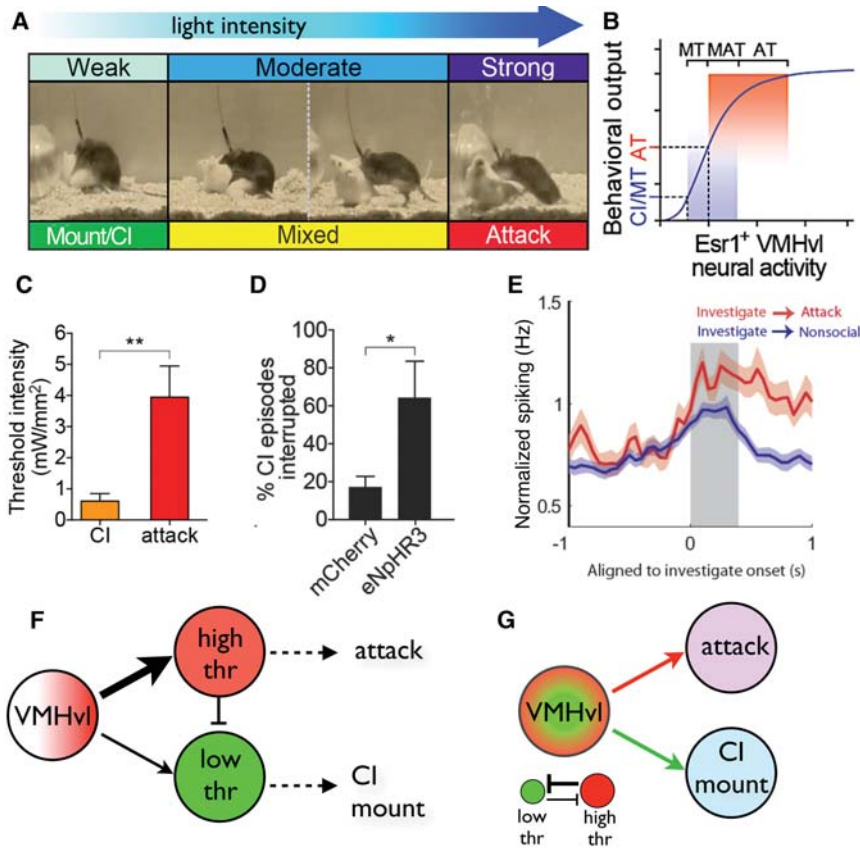 A
light intensity
Weak
Moderate
Strong
Mount/CI
Mixed
Attack
B
MT MAT AT
Behavioral output
CI/MT AT
Esr1+ VMHvl
neural activity
C
Threshold intensity
(mW/mm²)
6
5
4
3
2
1
0
**
CI
attack
D
% CI episodes
interrupted
100
80
60
40
20
0
*
mCherry
eNpHR3
E
Normalized spiking (Hz)
1.5
1
0.5
Investigate → Attack
Investigate → Nonsocial
-1
0
1
Aligned to investigate onset (s)
F
VMHvl
high
thr
low
thr
attack
CI
mount
G
VMHvl
attack
CI
mount
low
thr
high
thr